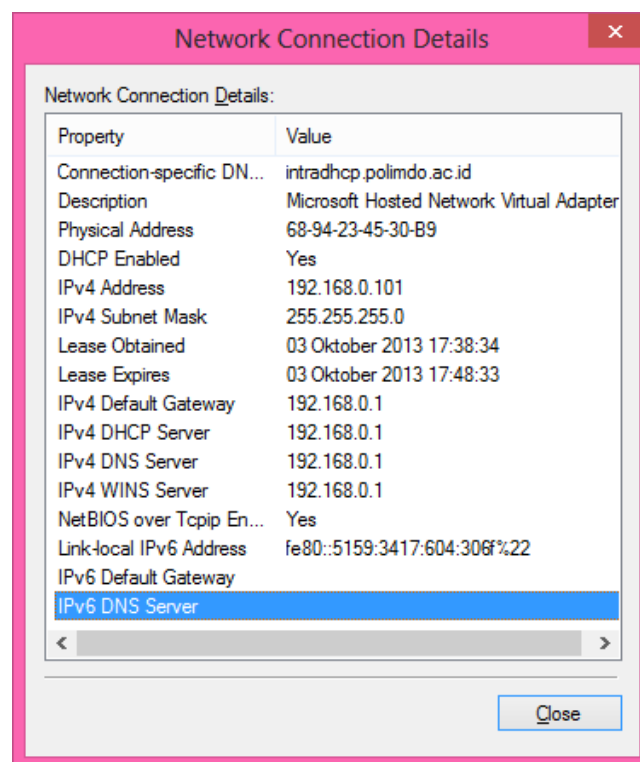 Network Connection Details
Network Connection Details:
Property Value
Connection-specific DN... intradhcp.polimdo.ac.id
Description Microsoft Hosted Network Virtual Adapter
Physical Address 68-94-23-45-30-B9
DHCP Enabled Yes
IPv4 Address 192.168.0.101
IPv4 Subnet Mask 255.255.255.0
Lease Obtained 03 Oktober 2013 17:38:34
Lease Expires 03 Oktober 2013 17:48:33
IPv4 Default Gateway 192.168.0.1
IPv4 DHCP Server 192.168.0.1
IPv4 DNS Server 192.168.0.1
IPv4 WINS Server 192.168.0.1
NetBIOS over Tcpip En... Yes
Link-local IPv6 Address fe80::5159:3417:604:306f%22
IPv6 Default Gateway
IPv6 DNS Server
Close